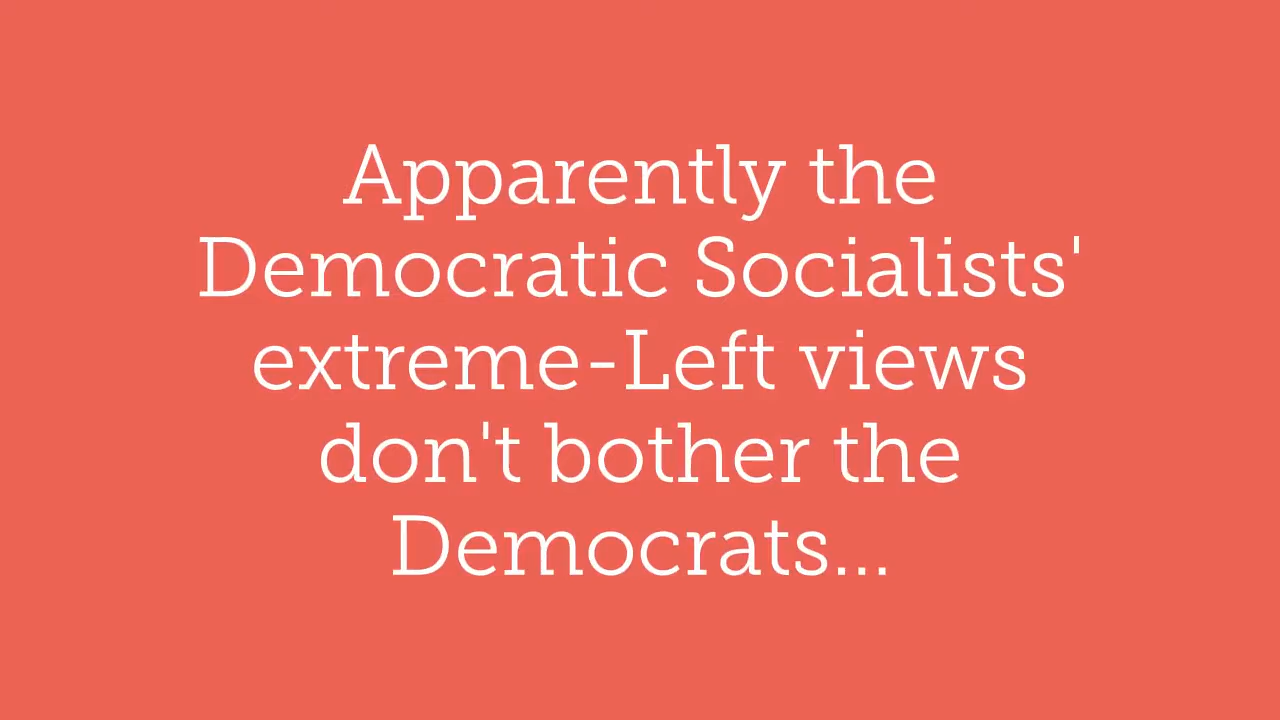 Apparently the
Democratic Socialists'
extreme-Left views
don't bother the
Democrats...